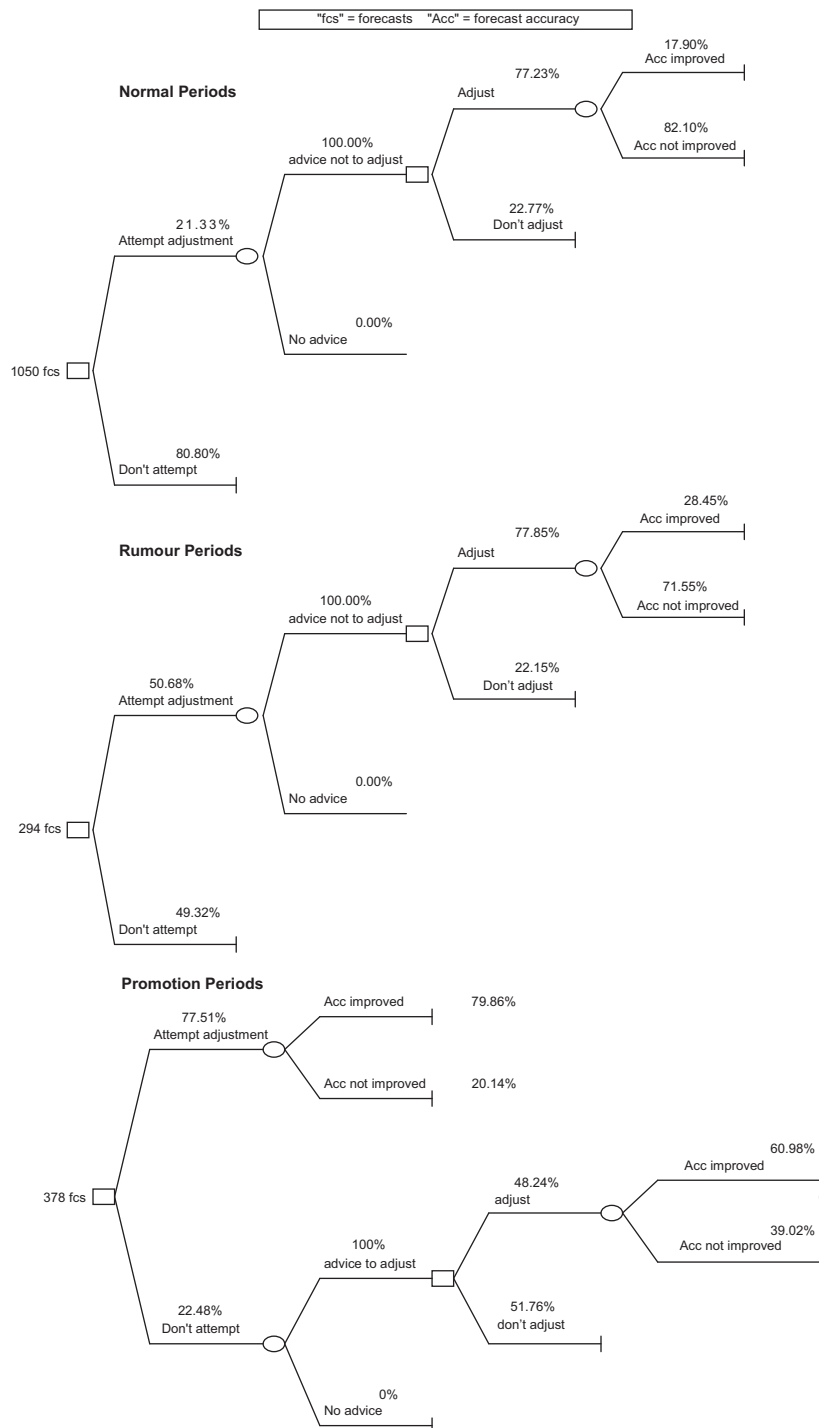 "fcs" = forecasts "Acc" = forecast accuracy
Normal Periods
17.90%
Acc improved
77.23%
Adjust
82.10%
Acc not improved
100.00%
advice not to adjust
22.77%
Don't adjust
21.33%
Attempt adjustment
0.00%
No advice
1050 fcs
80.80%
Don't attempt
Rumour Periods
28.45%
Acc improved
77.85%
Adjust
71.55%
Acc not improved
100.00%
advice not to adjust
22.15%
Don't adjust
50.68%
Attempt adjustment
0.00%
No advice
294 fcs
49.32%
Don't attempt
Promotion Periods
Acc improved 79.86%
77.51%
Attempt adjustment
Acc not improved 20.14%
60.98%
Acc improved
48.24%
adjust
378 fcs
39.02%
Acc not improved
100%
advice to adjust
51.76%
don't adjust
22.48%
Don't attempt
0%
No advice